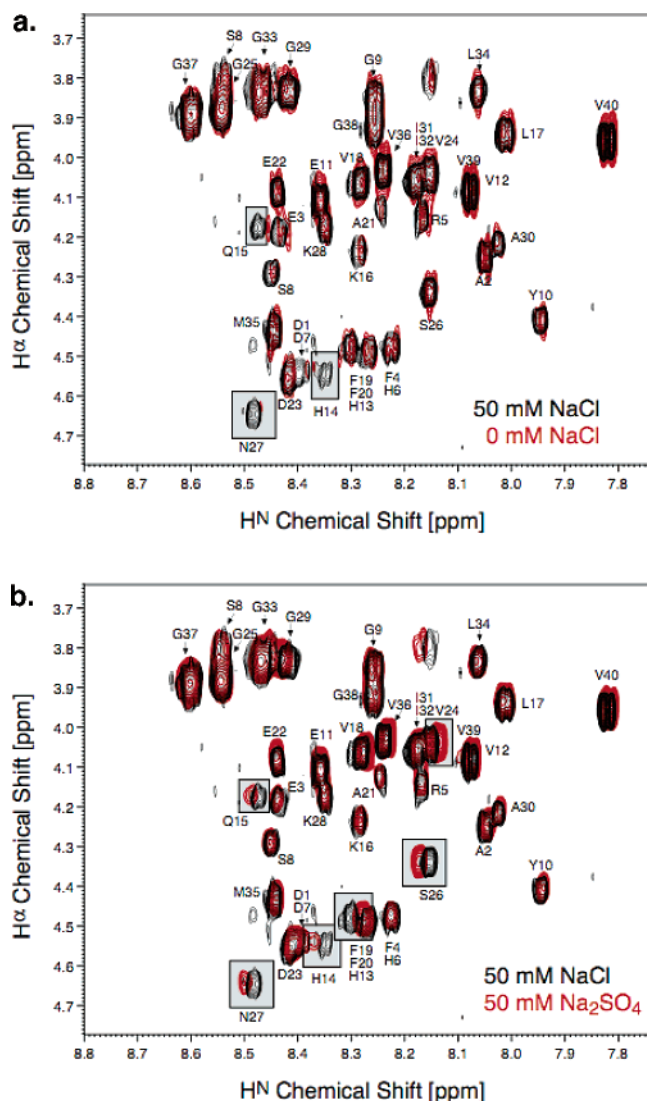 a.
3.7
3.8
3.9
4.0
4.1
4.2
4.3
4.4
4.5
4.6
4.7
Hα Chemical Shift [ppm]
S8
G33
G29
G37
G25
G9
L34
G38
V36
31
32 V24
V40
L17
E22
E11
V18
V39
V12
E3
A21
R5
A30
Q15
K28
K16
A2
S8
S26
Y10
M35
D1
D7
F19
F20
H13
F4
H6
D23
H14
N27
50 mM NaCl
0 mM NaCl
8.8 8.7 8.6 8.5 8.4 8.3 8.2 8.1 8.0 7.9 7.8
HN Chemical Shift [ppm]
b.
3.7
3.8
3.9
4.0
4.1
4.2
4.3
4.4
4.5
4.6
4.7
Hα Chemical Shift [ppm]
S8
G33
G29
G37
G25
G9
L34
G38
V36
31
32 V24
V40
L17
E22
E11
V18
V39
V12
E3
A21
R5
A30
Q15
K28
K16
A2
S8
S26
Y10
M35
D1
D7
F19
F20
H13
F4
H6
D23
H14
N27
50 mM NaCl
50 mM Na2SO4
8.8 8.7 8.6 8.5 8.4 8.3 8.2 8.1 8.0 7.9 7.8
HN Chemical Shift [ppm]